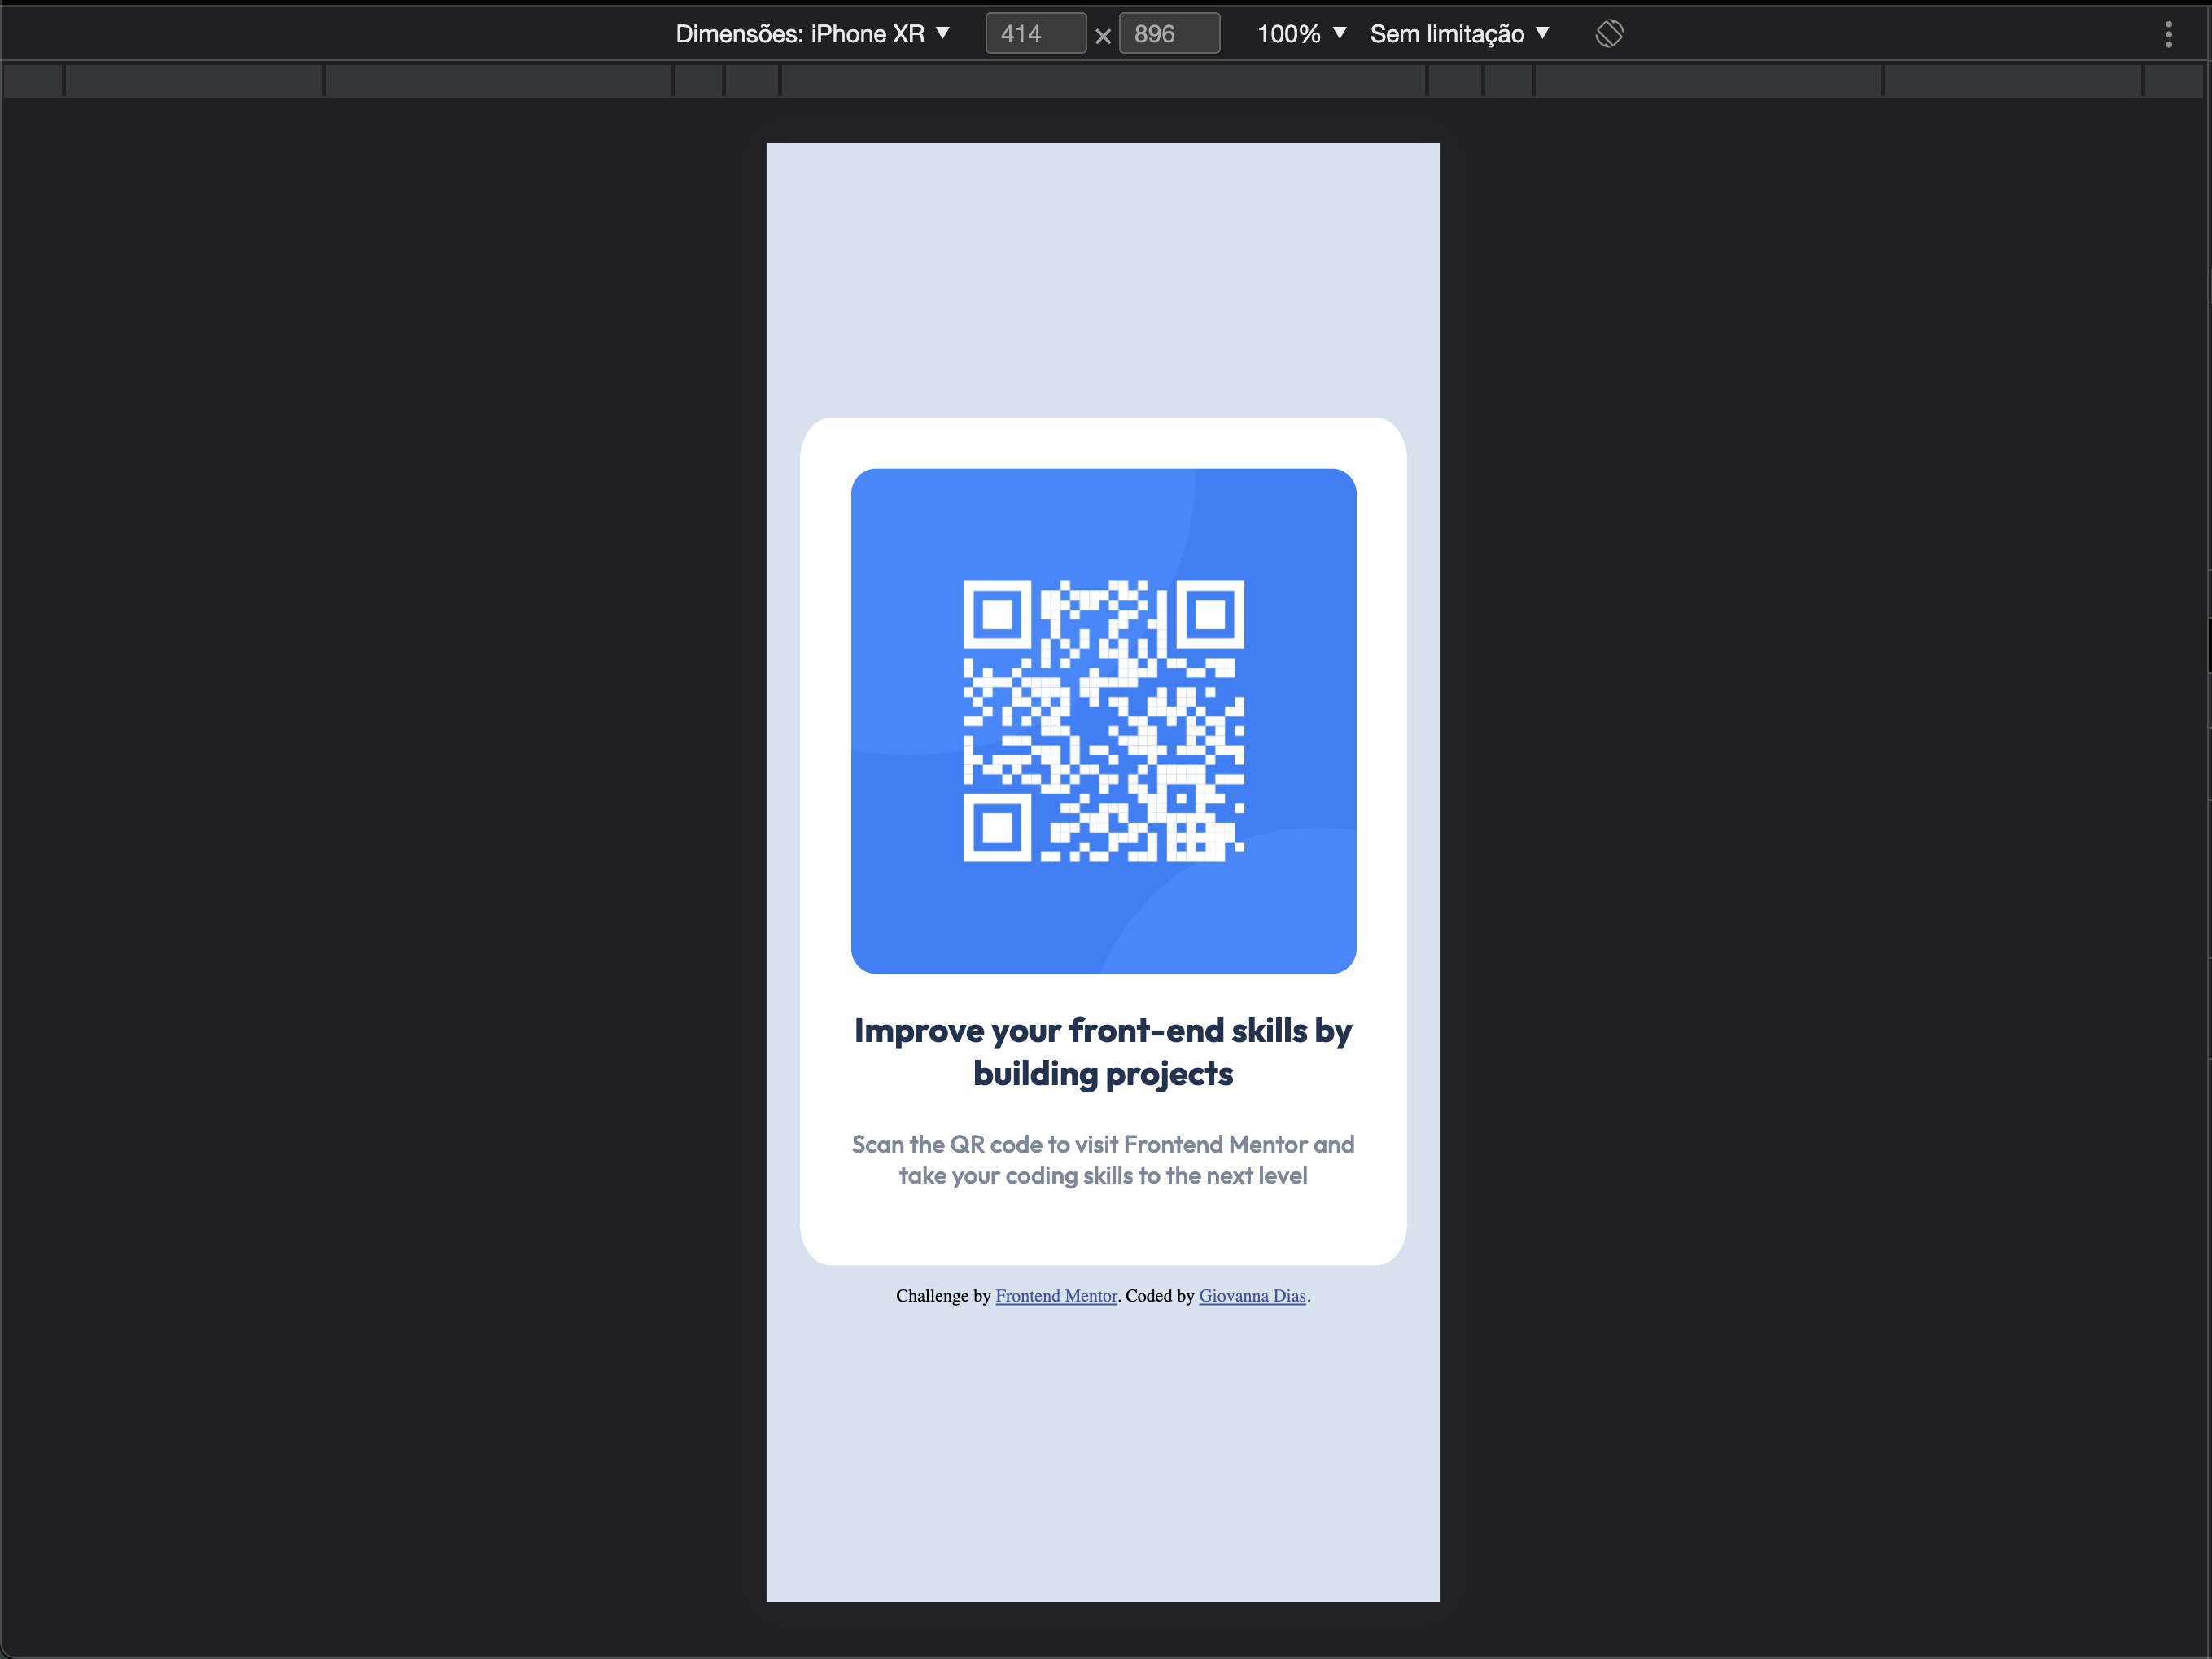 Dimensões: iPhone XR ▼ 414 × 896 100% ▼ Sem limitação ▼
Improve your front-end skills by
building projects
Scan the QR code to visit Frontend Mentor and
take your coding skills to the next level
Challenge by Frontend Mentor. Coded by Giovanna Dias.